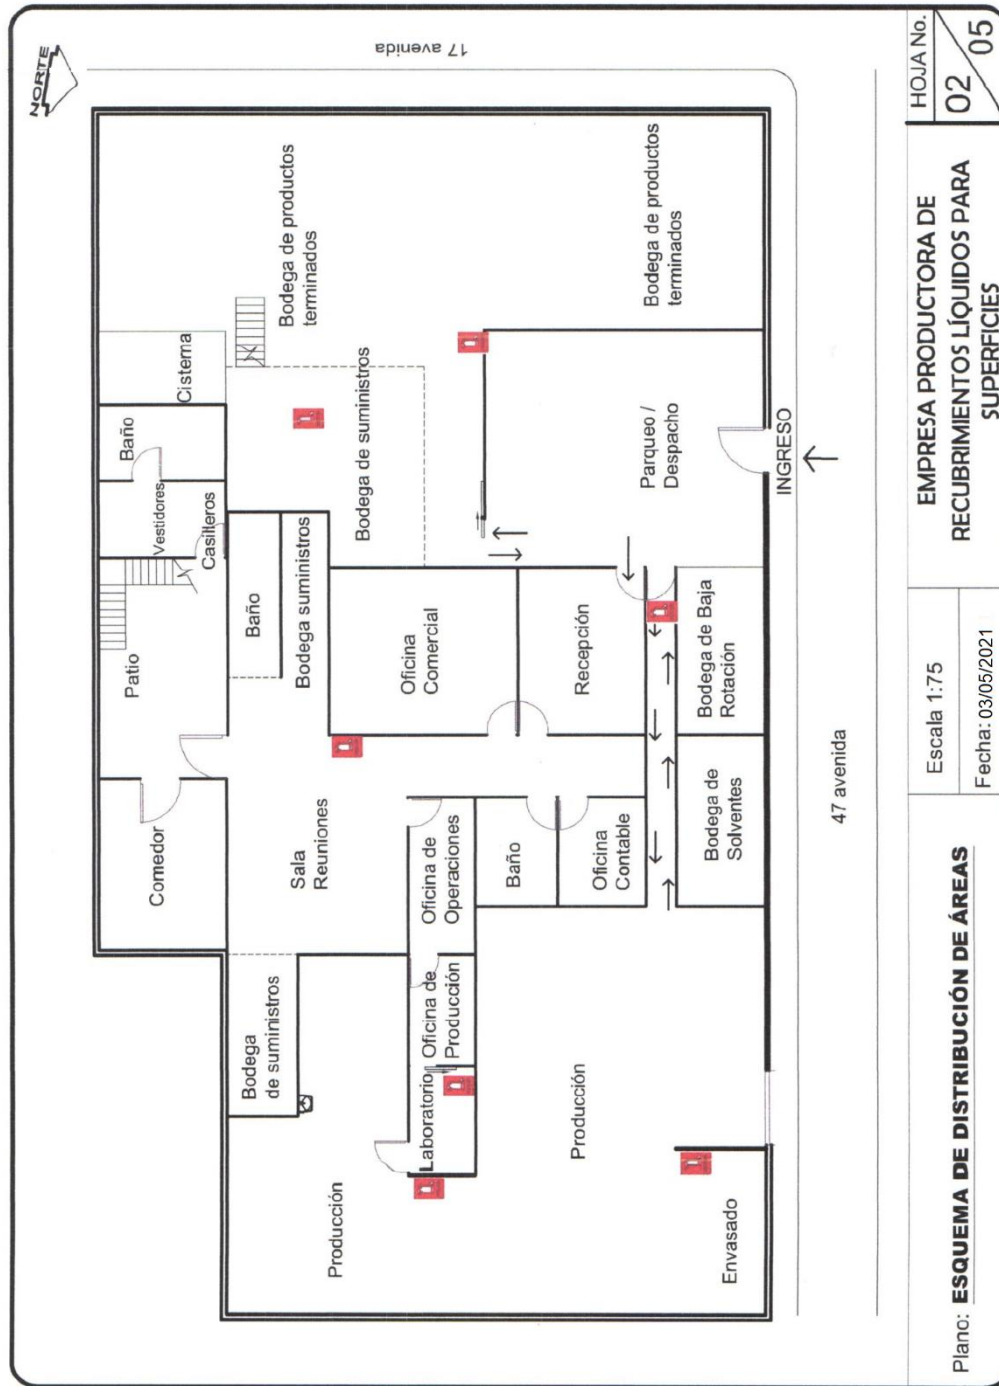 NORTE
17 avenida
Comedor
Patio
Vestidores
Casilleros
Baño
Cisterna
Bodega
de suministros
Sala
Reuniones
Baño
Bodega suministros
Bodega de suministros
Bodega de productos
terminados
Producción
Laboratorio
Oficina de
Producción
Oficina de
Operaciones
Baño
Oficina
Contable
Oficina
Comercial
Recepción
Producción
Envasado
Bodega de
Solventes
Bodega de Baja
Rotación
Parqueo /
Despacho
Bodega de productos
terminados
INGRESO
47 avenida
Plano: ESQUEMA DE DISTRIBUCIÓN DE ÁREAS
Escala 1:75
Fecha: 03/05/2021
EMPRESA PRODUCTORA DE
RECUBRIMIENTOS LÍQUIDOS PARA
SUPERFICIES
HOJA No.
02
05